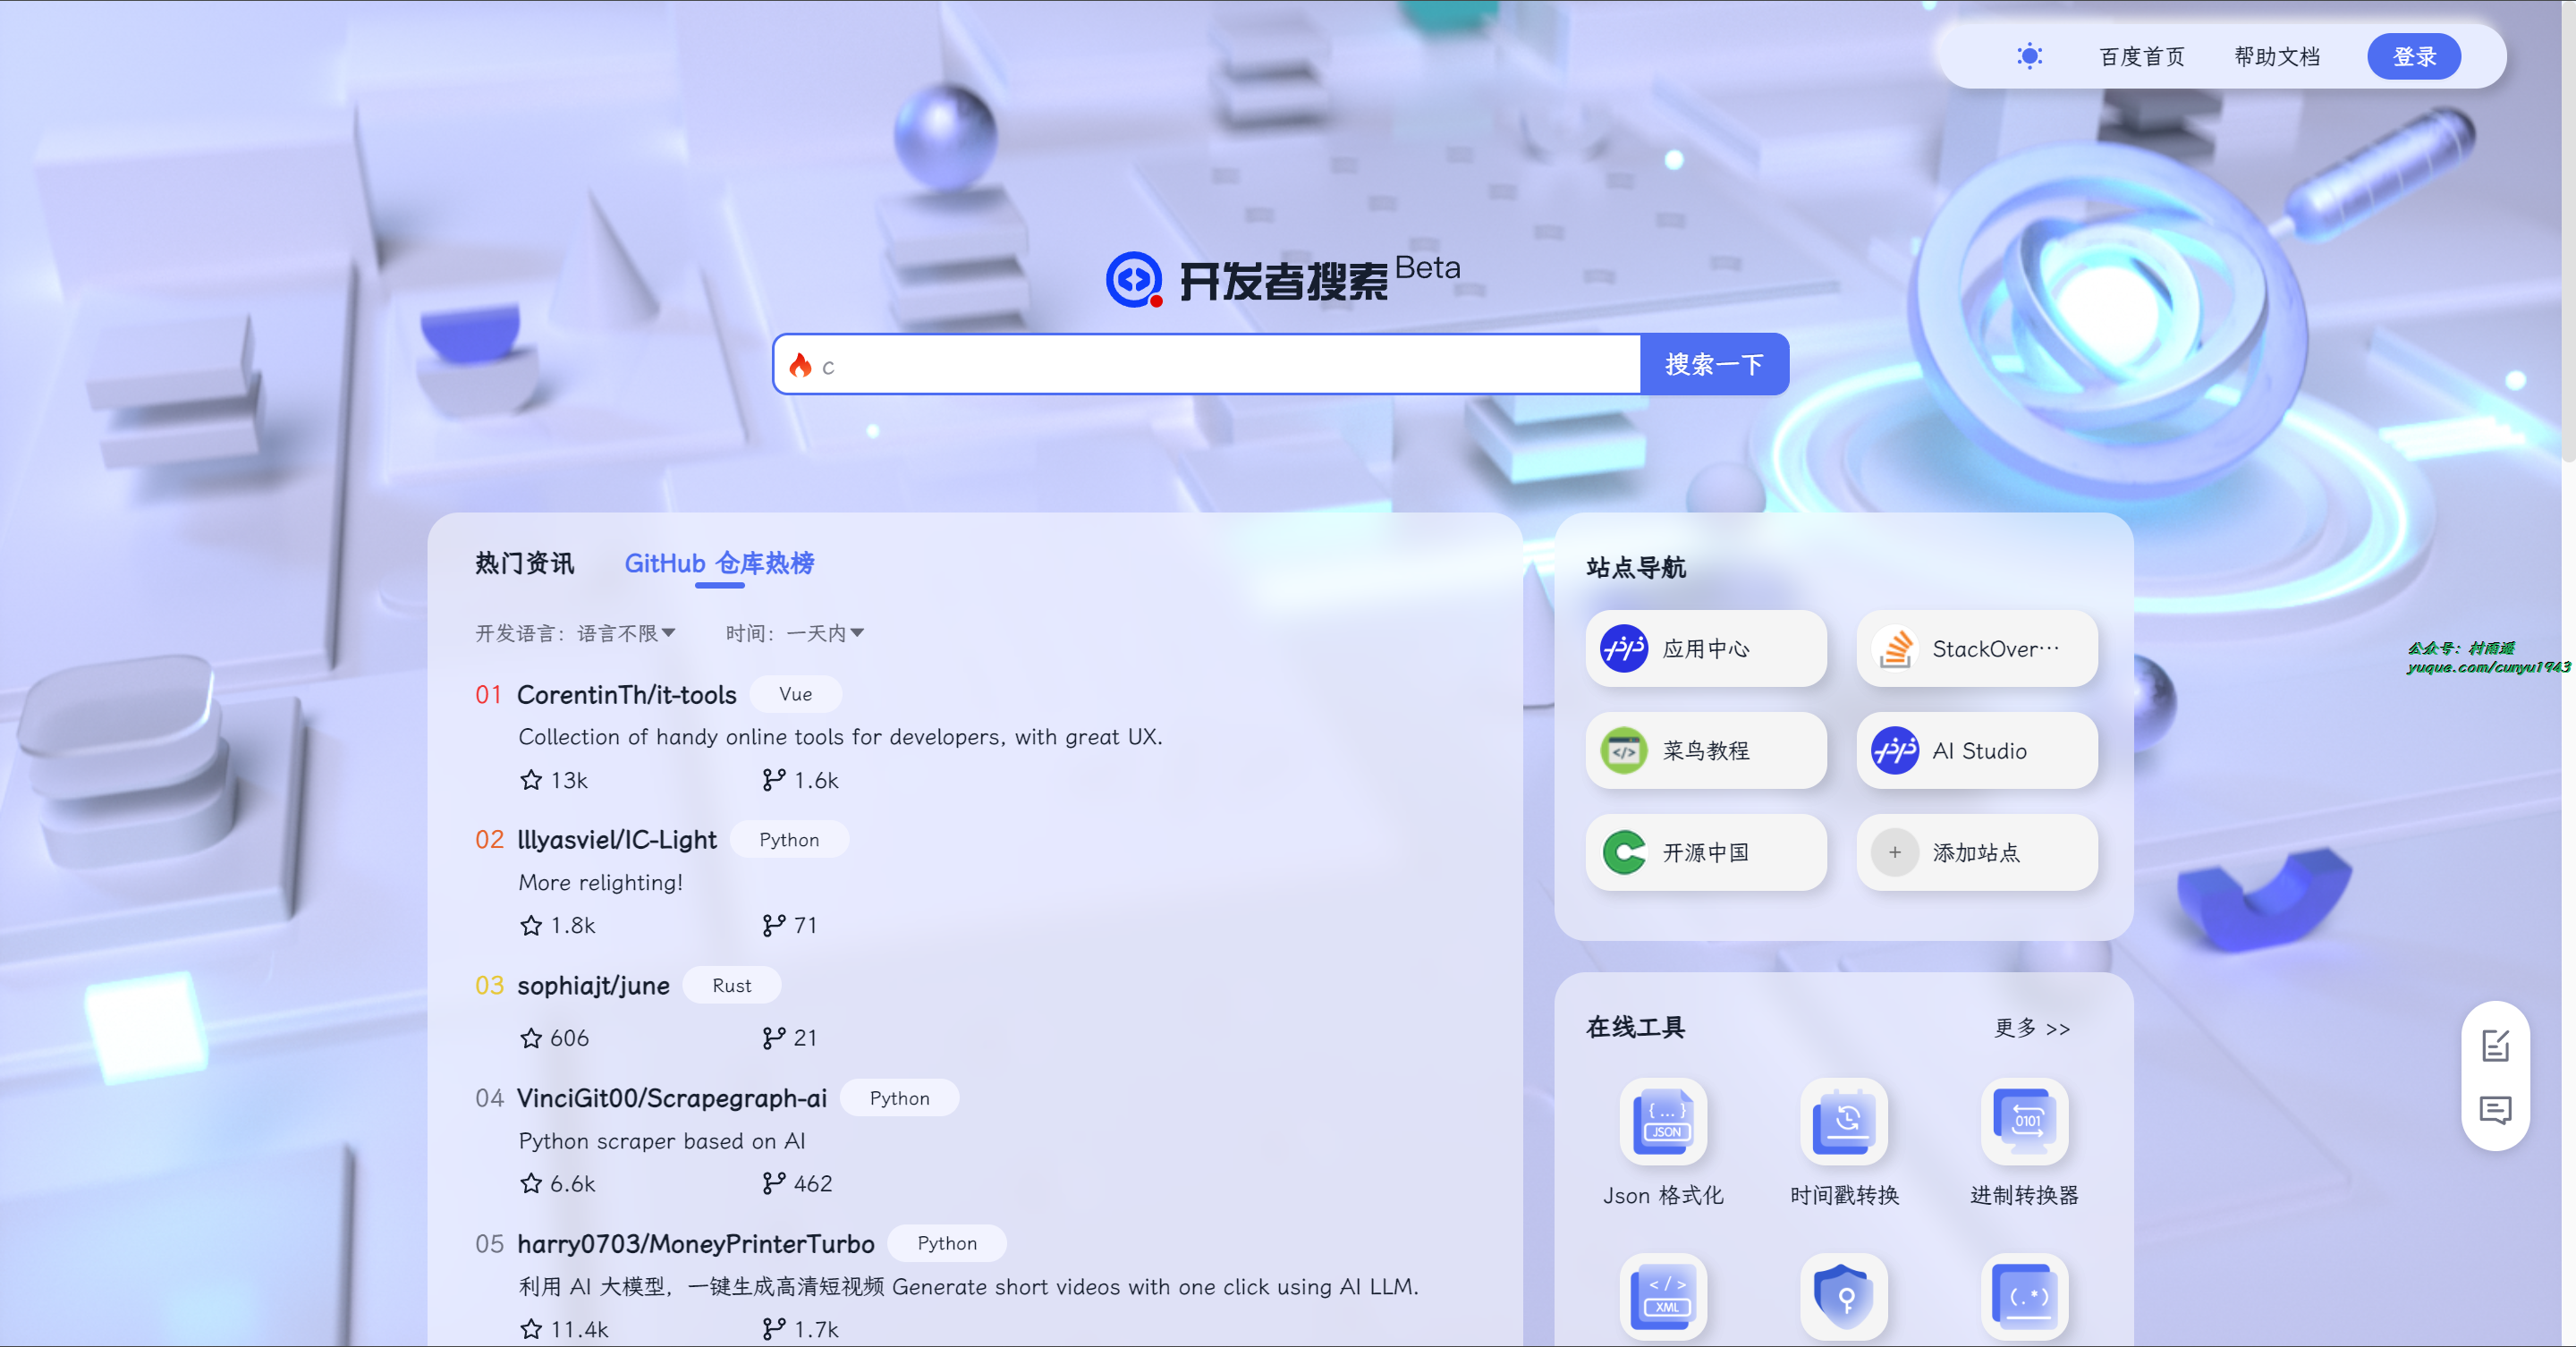 百度首页 帮助文档 登录
开发者搜索 Beta
c 搜索一下
热门资讯 GitHub 仓库热榜
开发语言：语言不限 时间：一天内
01 CorentinTh/it-tools Vue
Collection of handy online tools for developers, with great UX.
13k 1.6k
02 lllyasviel/IC-Light Python
More relighting!
1.8k 71
03 sophiajt/june Rust
606 21
04 VinciGit00/Scrapegraph-ai Python
Python scraper based on AI
6.6k 462
05 harry0703/MoneyPrinterTurbo Python
利用 AI 大模型，一键生成高清短视频 Generate short videos with one click using AI LLM.
11.4k 1.7k
站点导航
应用中心 StackOver···
菜鸟教程 AI Studio
开源中国 + 添加站点
在线工具 更多 >>
{...} JSON 0101
Json 格式化 时间戳转换 进制转换器
</> XML (.*)
公众号：村雨遥
yuque.com/cunyu1943